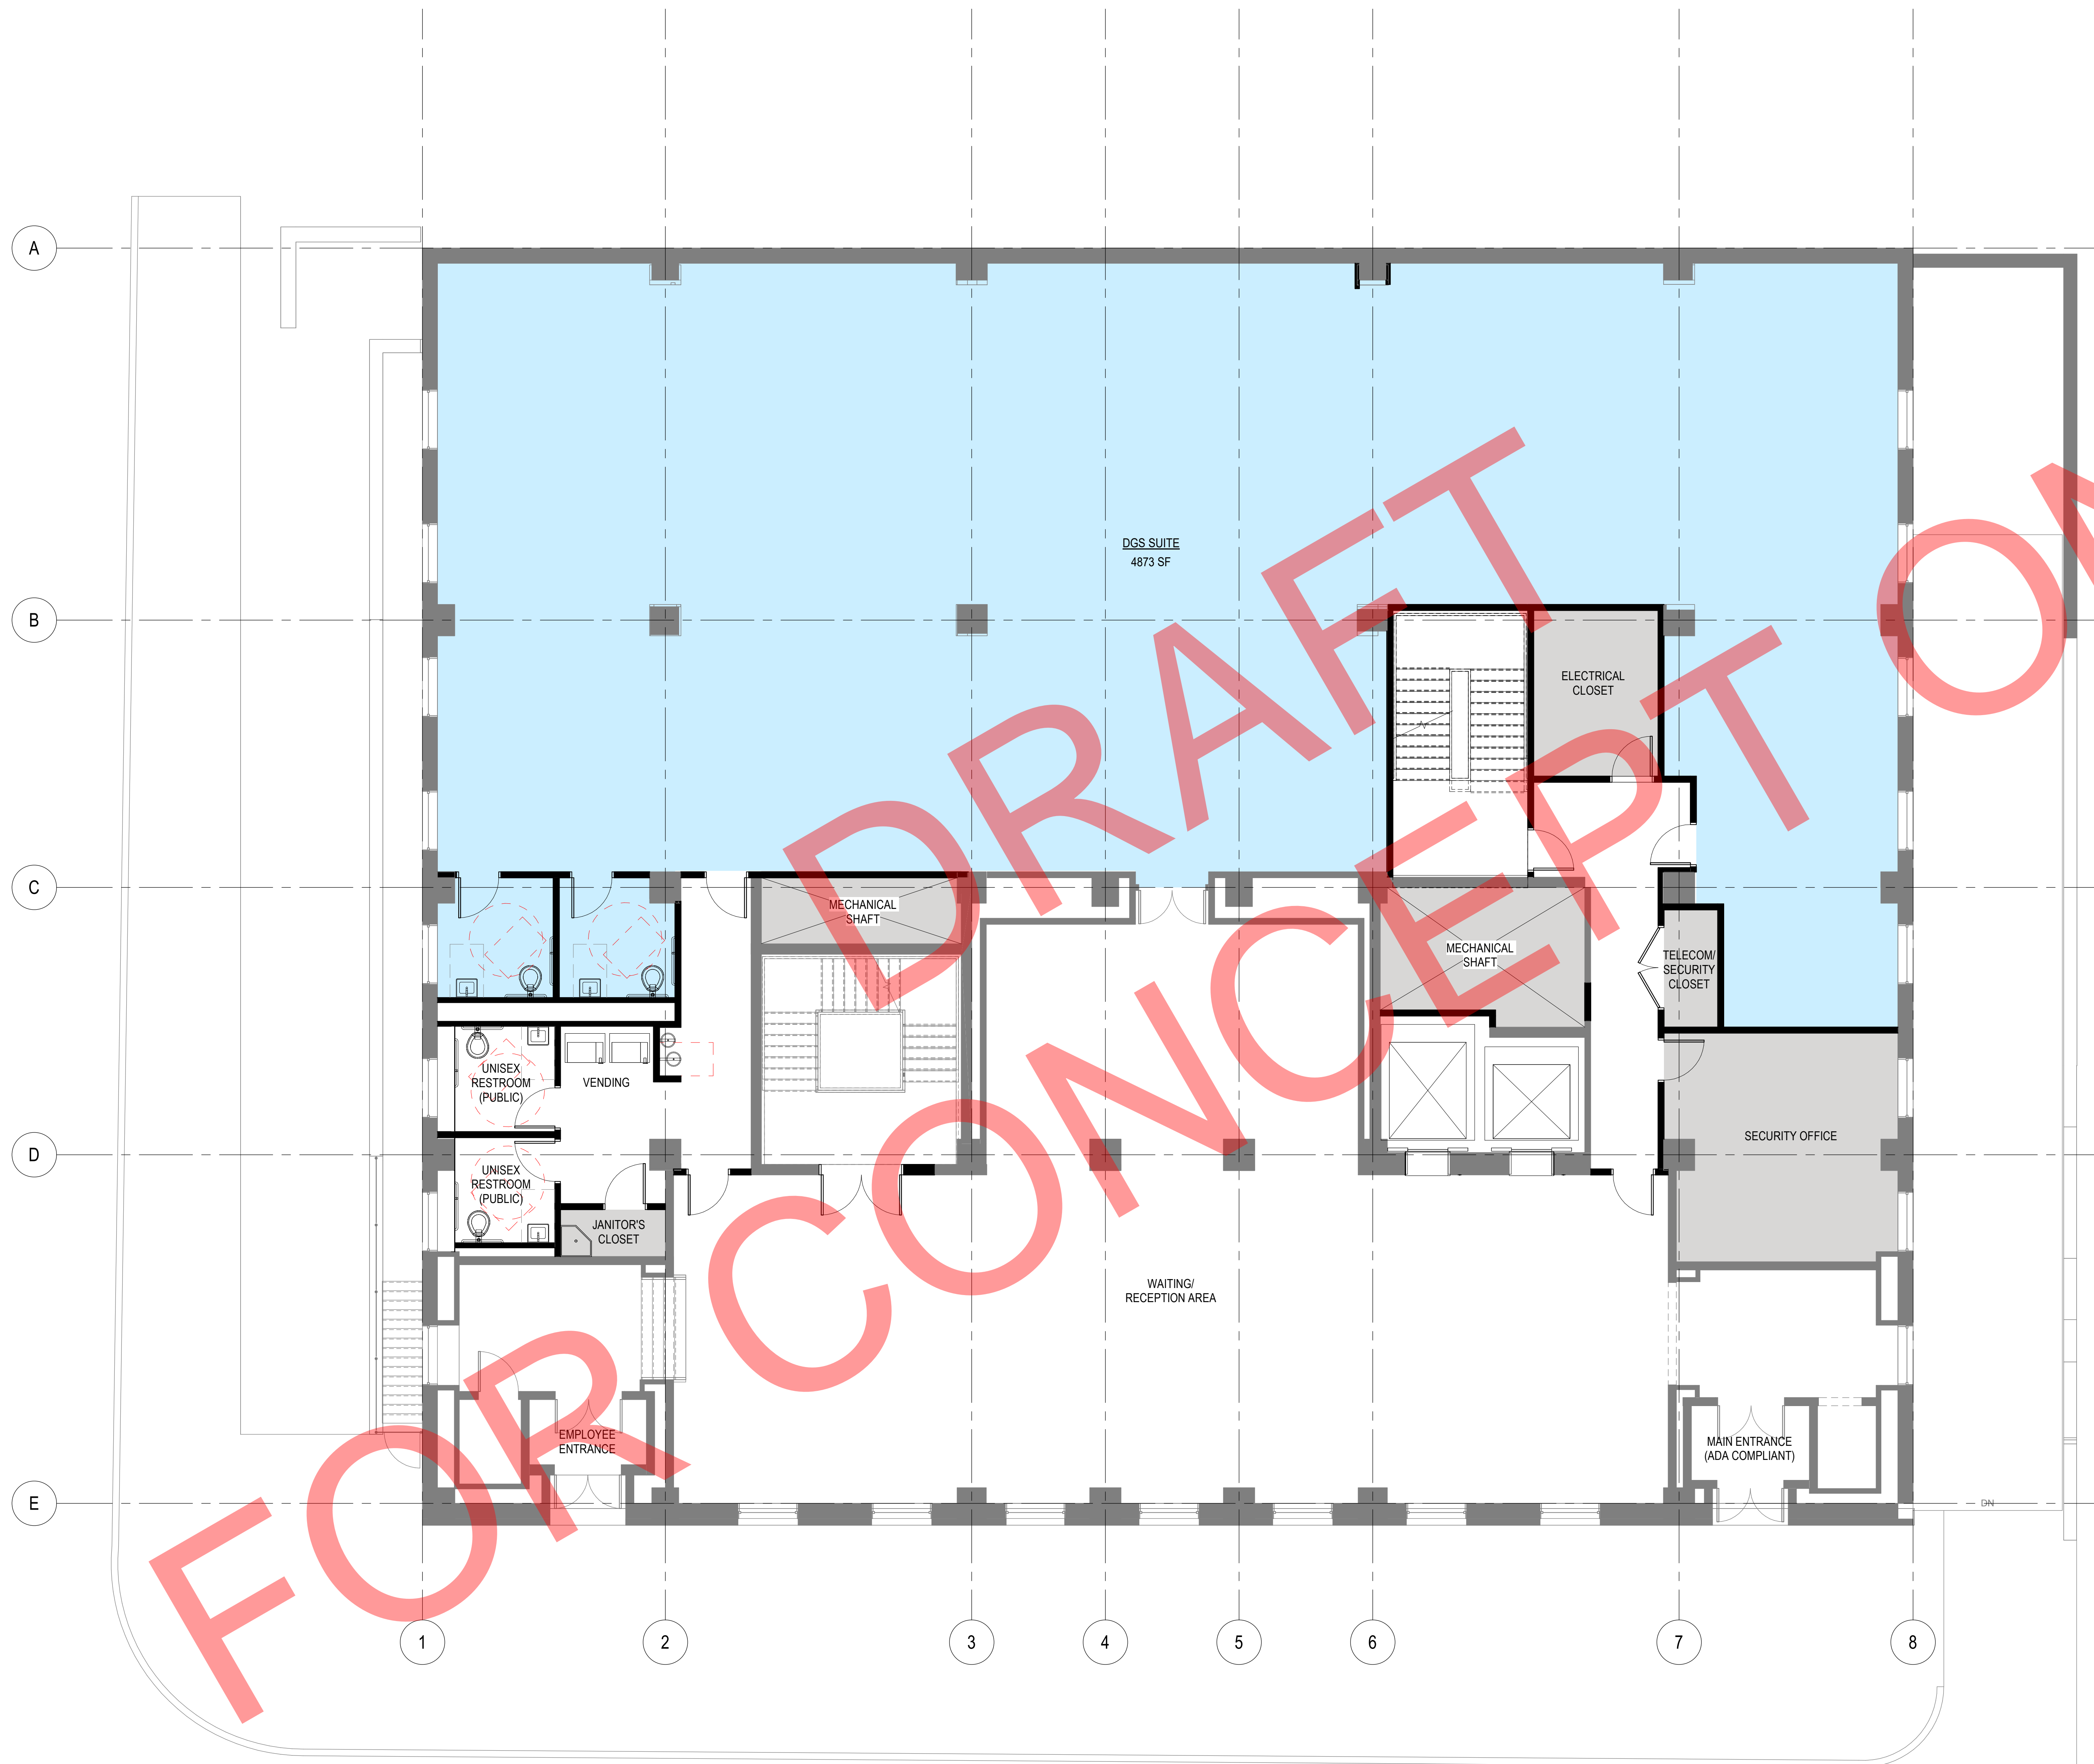 A
DGS SUITE
4873 SF
B
ELECTRICAL
CLOSET
C
MECHANICAL
SHAFT
MECHANICAL
SHAFT
TELECOM/
SECURITY
CLOSET
UNISEX
RESTROOM
(PUBLIC)
VENDING
SECURITY OFFICE
D
UNISEX
RESTROOM
(PUBLIC)
JANITOR'S
CLOSET
WAITING/
RECEPTION AREA
EMPLOYEE
ENTRANCE
MAIN ENTRANCE
(ADA COMPLIANT)
E
DN
1 2 3 4 5 6 7 8
DRAFT
FOR CONCEPT ON